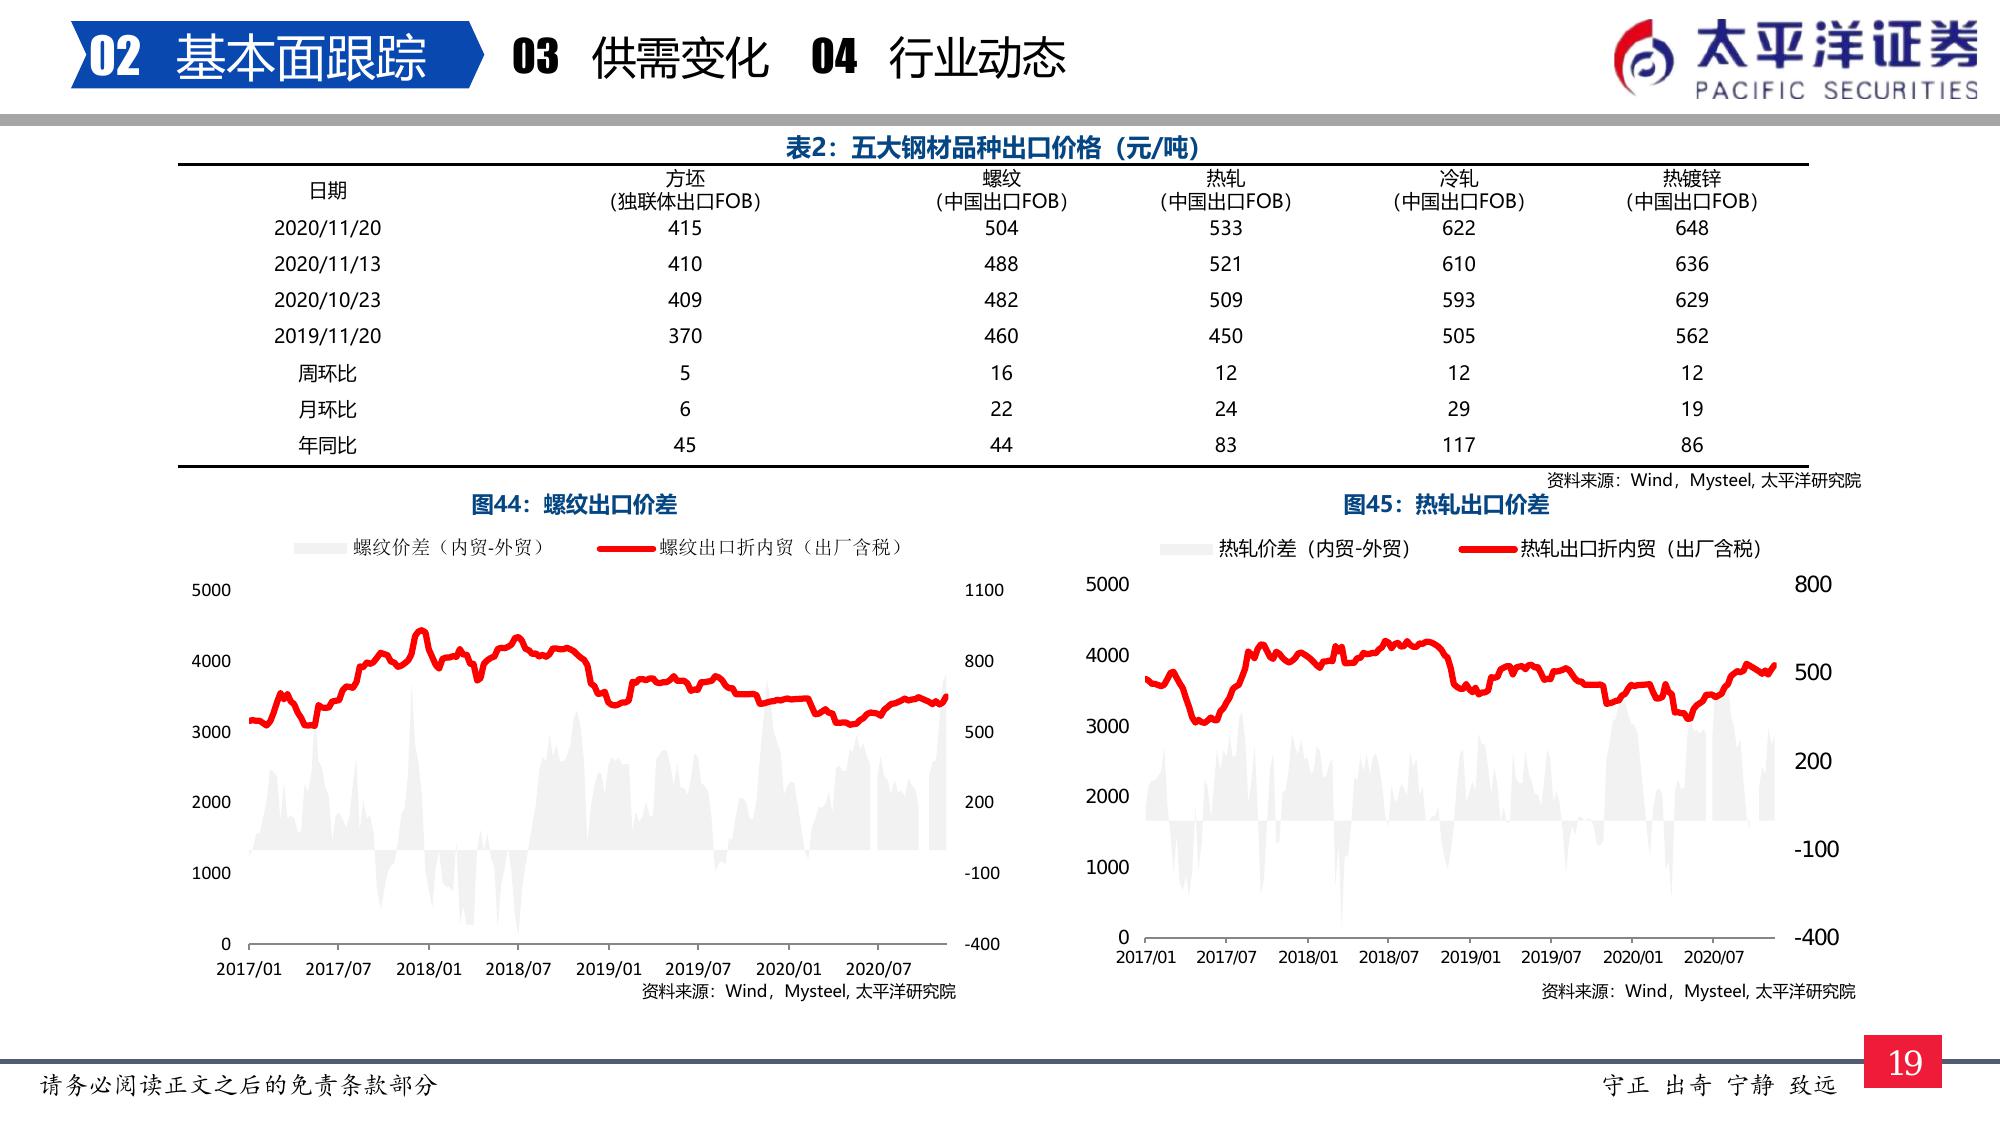 02 基本面跟踪 03 供需变化 04 行业动态
太平洋证券
PACIFIC SECURITIES
表2：五大钢材品种出口价格（元/吨）
日期 方坯（独联体出口FOB） 螺纹（中国出口FOB） 热轧（中国出口FOB） 冷轧（中国出口FOB） 热镀锌（中国出口FOB）
2020/11/20 415 504 533 622 648
2020/11/13 410 488 521 610 636
2020/10/23 409 482 509 593 629
2019/11/20 370 460 450 505 562
周环比 5 16 12 12 12
月环比 6 22 24 29 19
年同比 45 44 83 117 86
资料来源：Wind，Mysteel, 太平洋研究院
图44：螺纹出口价差
螺纹价差（内贸-外贸） 螺纹出口折内贸（出厂含税）
5000 1100
4000 800
3000 500
2000 200
1000 -100
0 -400
2017/01 2017/07 2018/01 2018/07 2019/01 2019/07 2020/01 2020/07
资料来源：Wind，Mysteel, 太平洋研究院
图45：热轧出口价差
热轧价差（内贸-外贸） 热轧出口折内贸（出厂含税）
5000 800
4000 500
3000 200
2000 -100
1000 -400
0
2017/01 2017/07 2018/01 2018/07 2019/01 2019/07 2020/01 2020/07
资料来源：Wind，Mysteel, 太平洋研究院
请务必阅读正文之后的免责条款部分
守正 出奇 宁静 致远
19